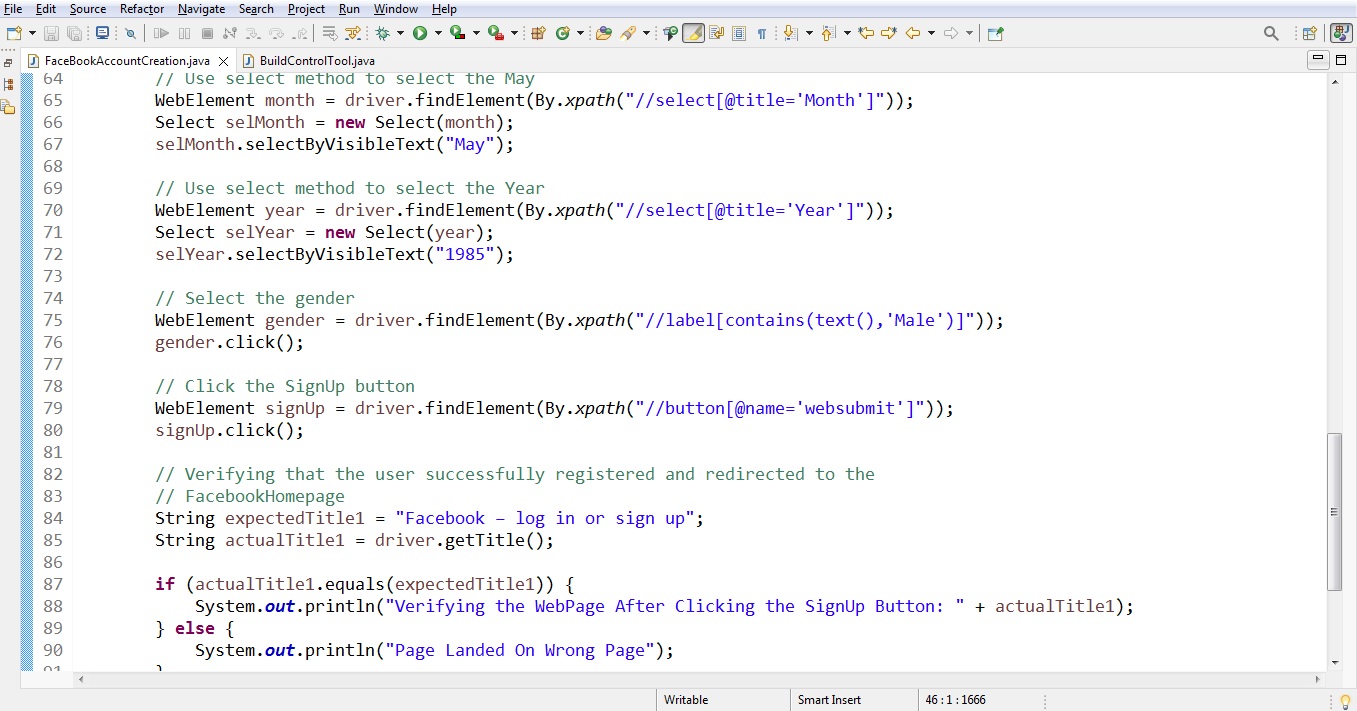 File Edit Source Refactor Navigate Search Project Run Window Help
FaceBookAccountCreation.java BuildControlTool.java
64 // Use select method to select the May
65 WebElement month = driver.findElement(By.xpath("//select[@title='Month']"));
66 Select selMonth = new Select(month);
67 selMonth.selectByVisibleText("May");
68
69 // Use select method to select the Year
70 WebElement year = driver.findElement(By.xpath("//select[@title='Year']"));
71 Select selYear = new Select(year);
72 selYear.selectByVisibleText("1985");
73
74 // Select the gender
75 WebElement gender = driver.findElement(By.xpath("//label[contains(text(),'Male')]"));
76 gender.click();
77
78 // Click the SignUp button
79 WebElement signUp = driver.findElement(By.xpath("//button[@name='websubmit']"));
80 signUp.click();
81
82 // Verifying that the user successfully registered and redirected to the
83 // FacebookHomepage
84 String expectedTitle1 = "Facebook – log in or sign up";
85 String actualTitle1 = driver.getTitle();
86
87 if (actualTitle1.equals(expectedTitle1)) {
88 System.out.println("Verifying the WebPage After Clicking the SignUp Button: " + actualTitle1);
89 } else {
90 System.out.println("Page Landed On Wrong Page");
91 }
Writable Smart Insert 46 : 1 : 1666